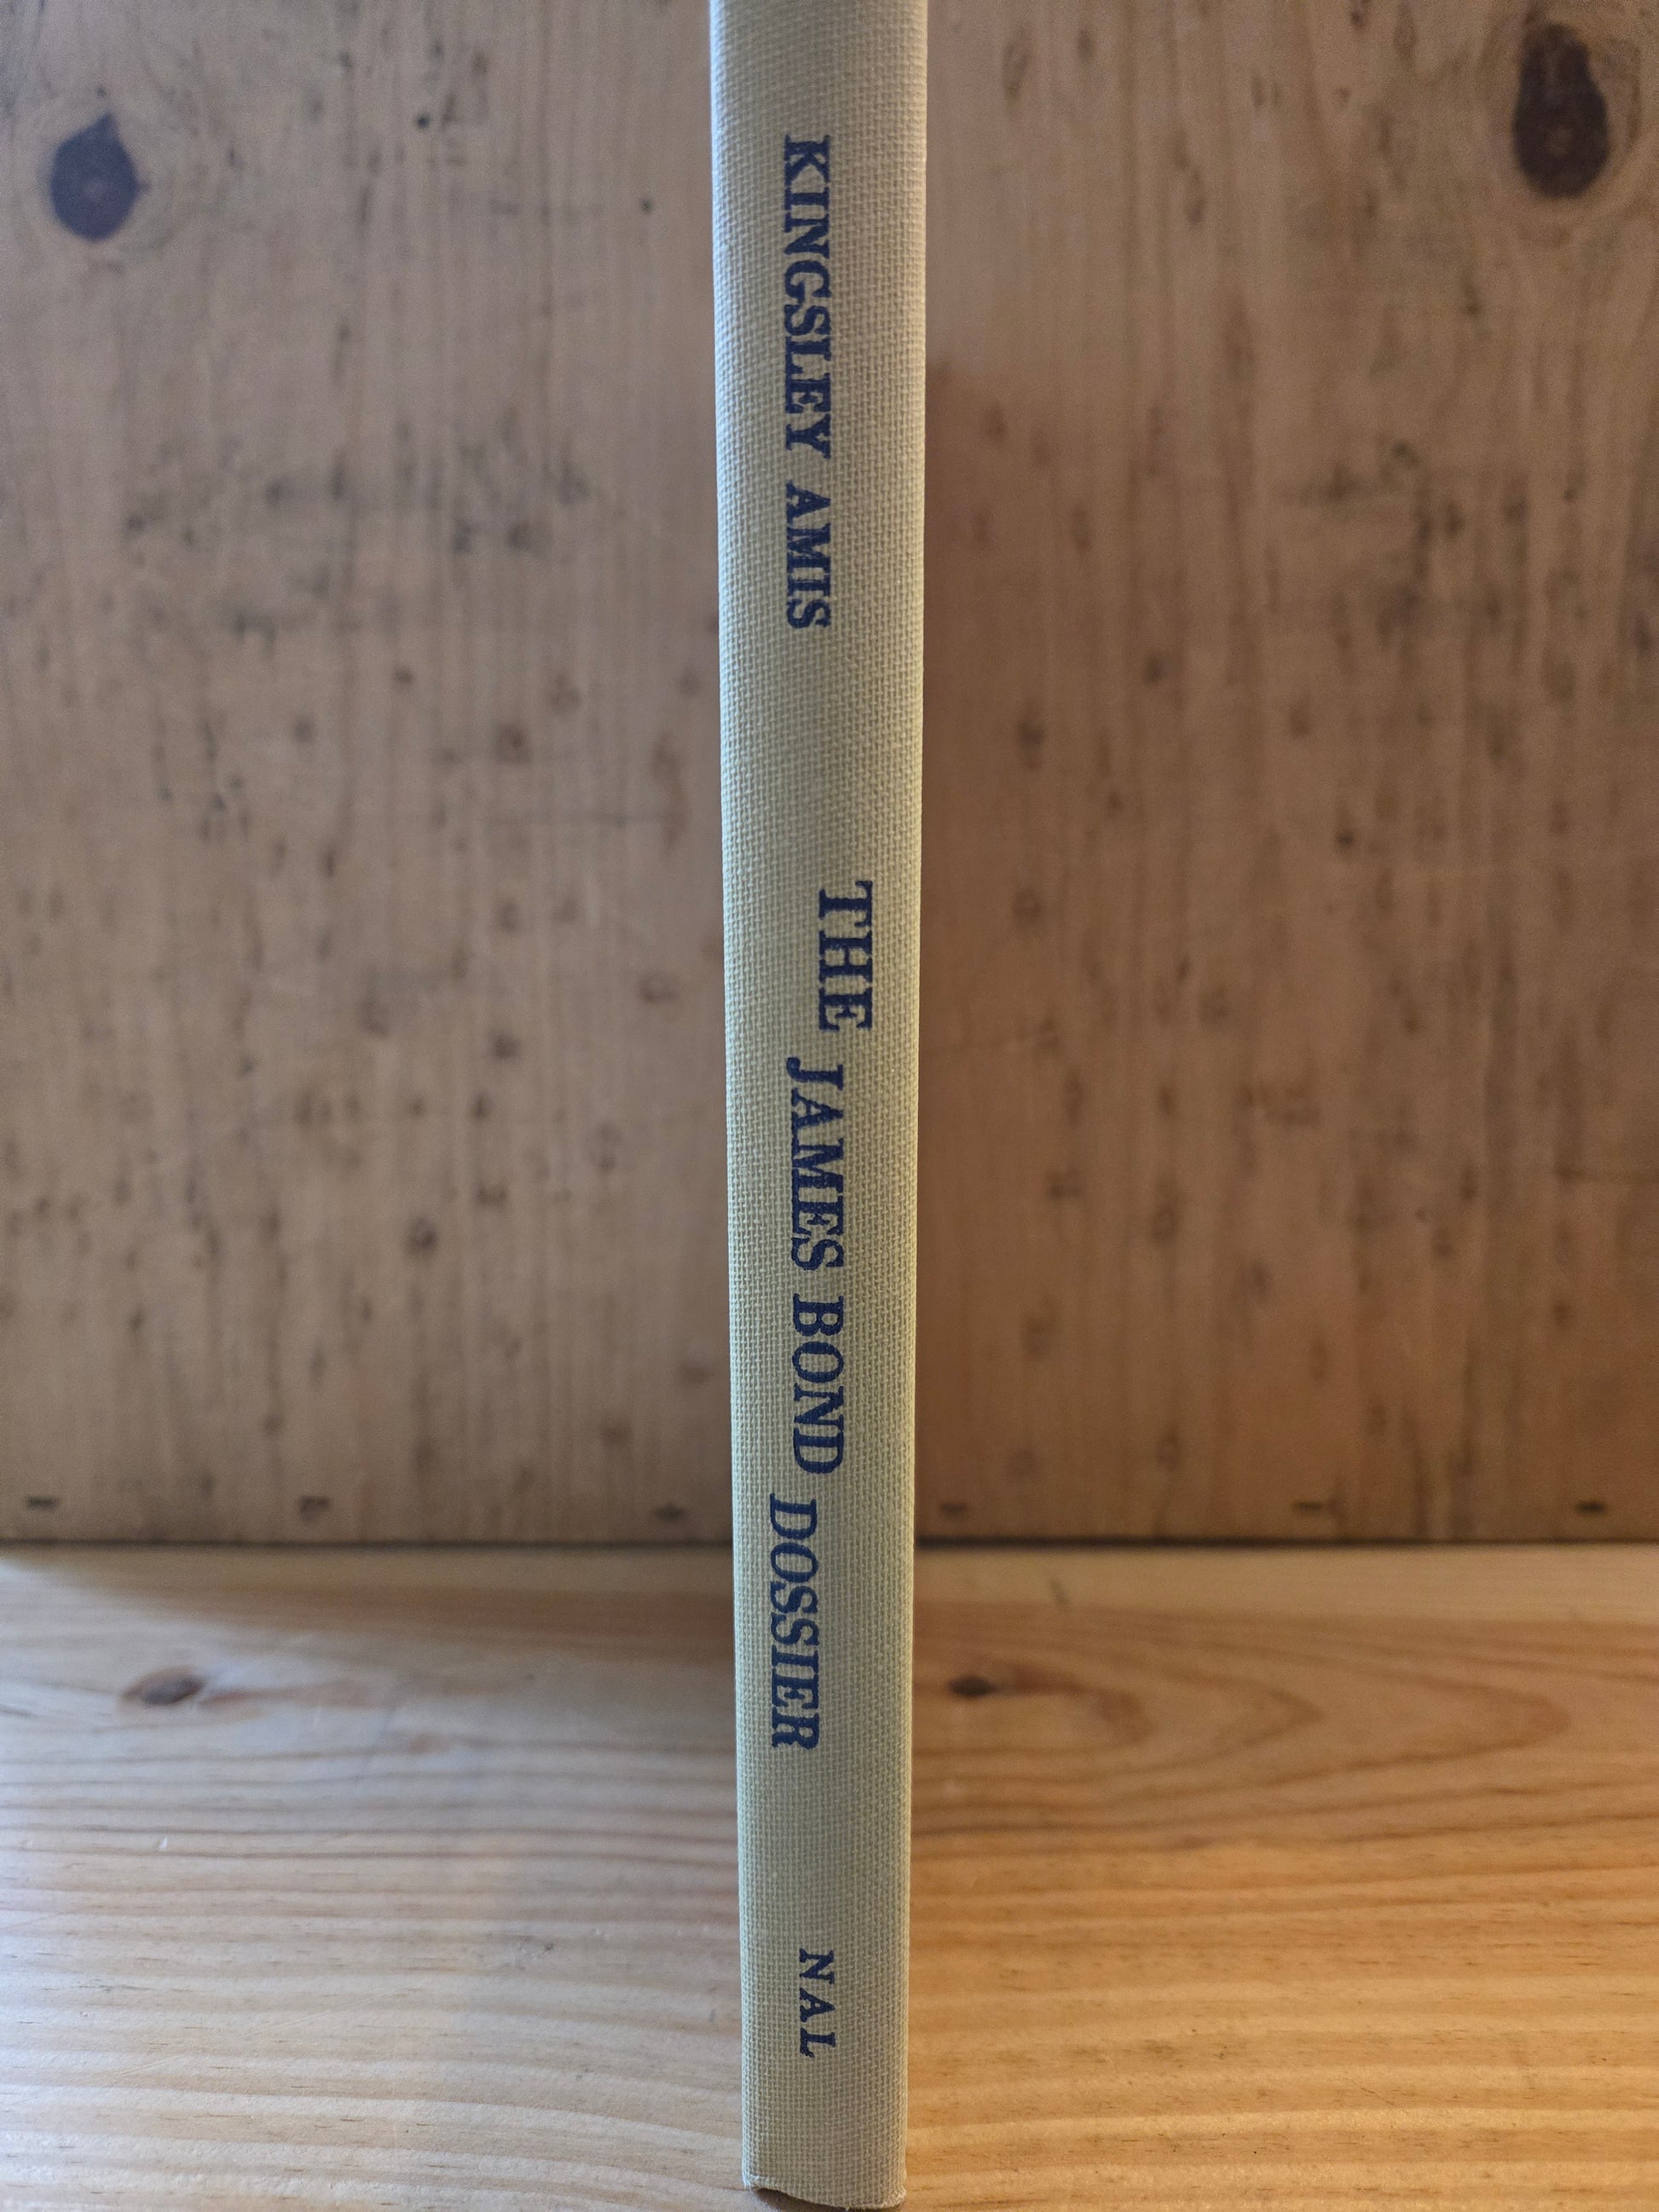 KINGSLEY AMIS
THE JAMES BOND DOSSIER
NAL